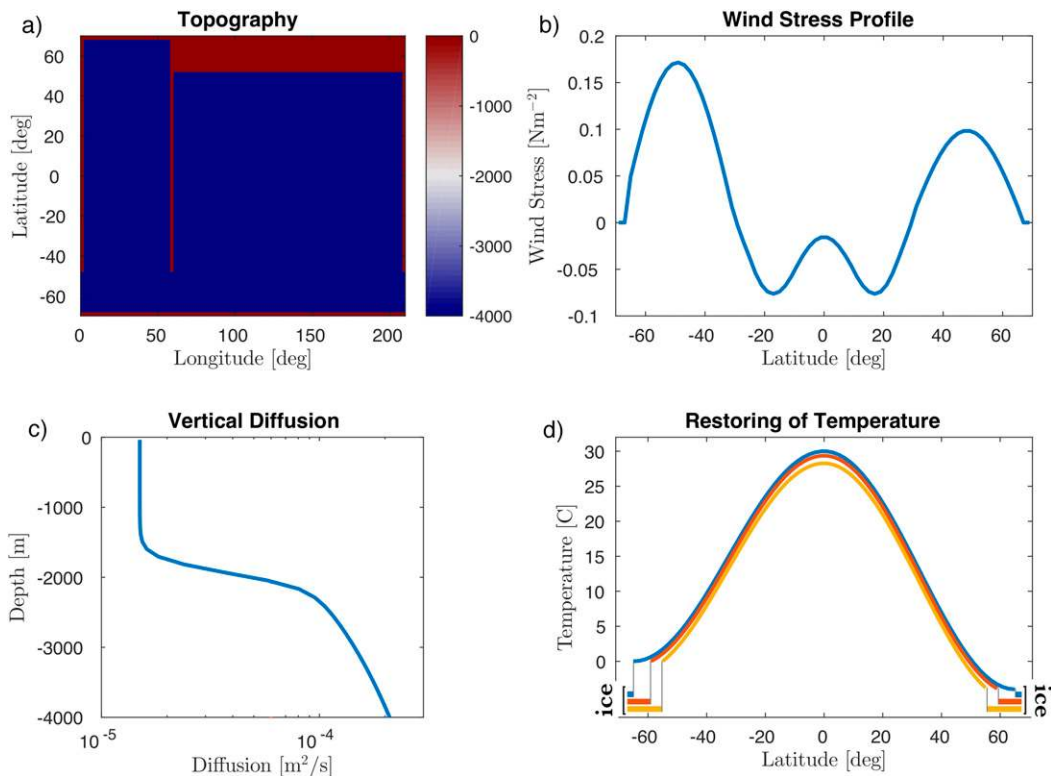 a)
Topography
60
40
20
0
-20
-40
-60
Latitude [deg]
0
50
100
150
200
Longitude [deg]
0
-1000
-2000
-3000
-4000
b)
Wind Stress Profile
0.2
0.15
0.1
0.05
0
-0.05
-0.1
Wind Stress [Nm−2]
-60
-40
-20
0
20
40
60
Latitude [deg]
c)
Vertical Diffusion
0
-1000
-2000
-3000
-4000
Depth [m]
10-5
10-4
Diffusion [m2/s]
d)
Restoring of Temperature
30
25
20
15
10
5
0
Temperature [C]
ice
ice
-60
-40
-20
0
20
40
60
Latitude [deg]